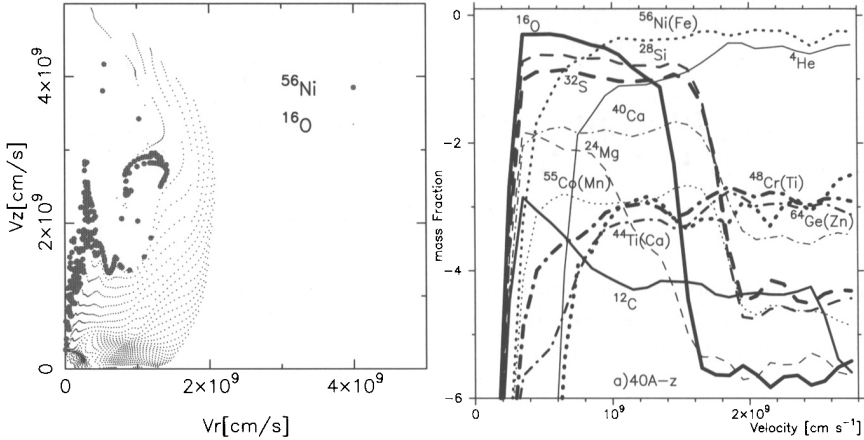 4×10⁹
2×10⁹
0
Vz[cm/s]
⁵⁶Ni
¹⁶O
0
2×10⁹
4×10⁹
Vr[cm/s]
0
-2
-4
-6
mass Fraction
¹⁶O
⁵⁶Ni(Fe)
²⁸Si
⁴He
³²S
⁴⁰Ca
²⁴Mg
⁵⁵Co(Mn)
⁴⁸Cr(Ti)
⁶⁴Ge(Zn)
⁴⁴Ti(Ca)
¹²C
a)40A-z
0
10⁹
2×10⁹
Velocity [cm s⁻¹]